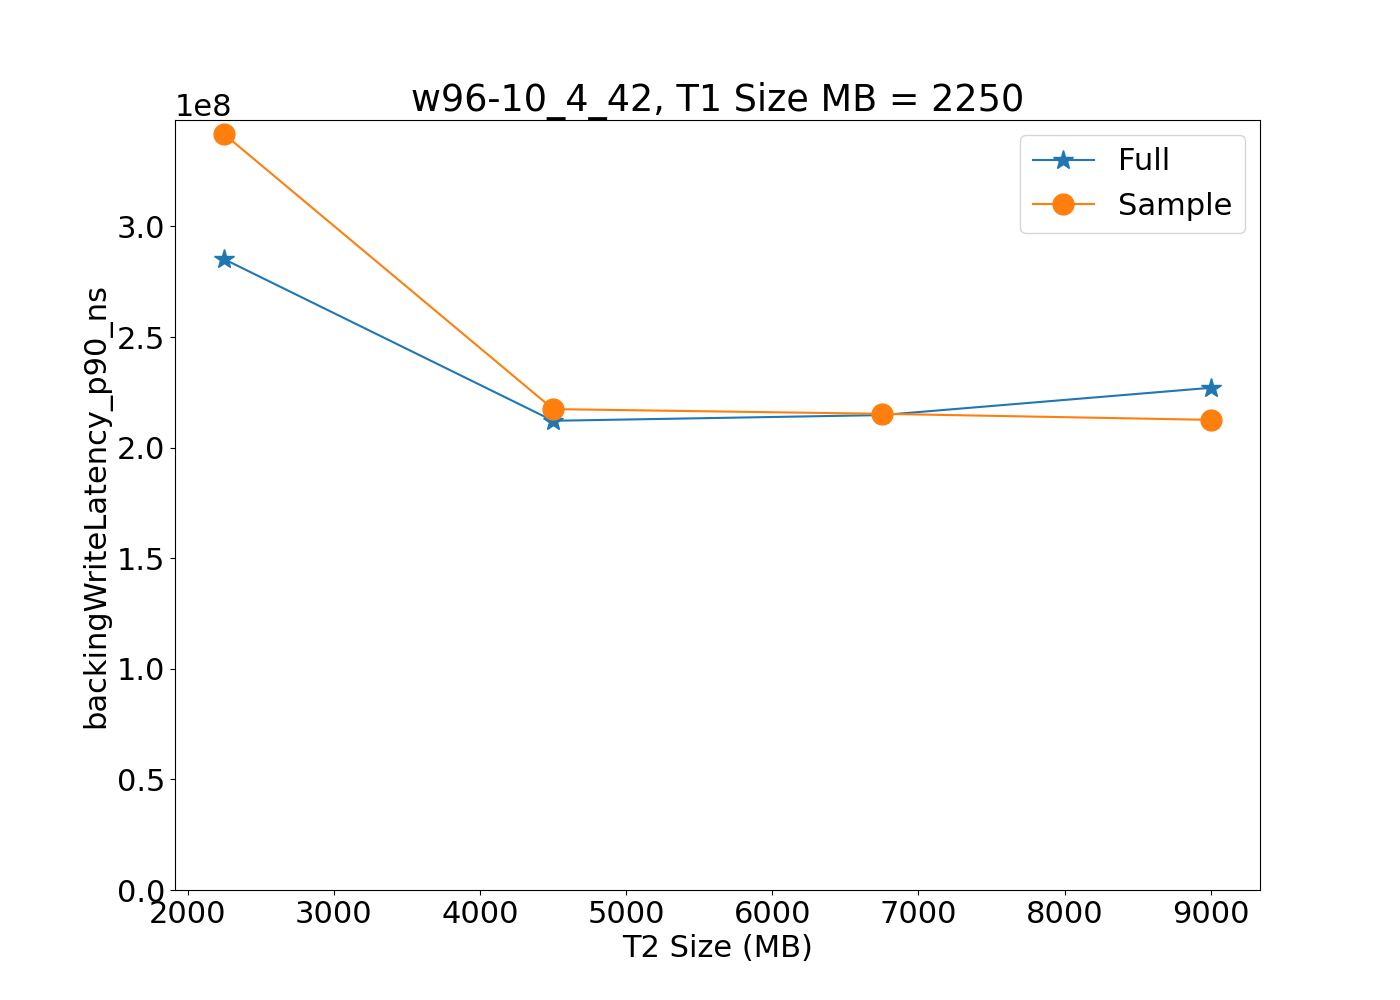 w96-10_4_42, T1 Size MB = 2250
1e8
Full
Sample
3.0
2.5
2.0
1.5
1.0
0.5
0.0
backingWriteLatency_p90_ns
2000 3000 4000 5000 6000 7000 8000 9000
T2 Size (MB)